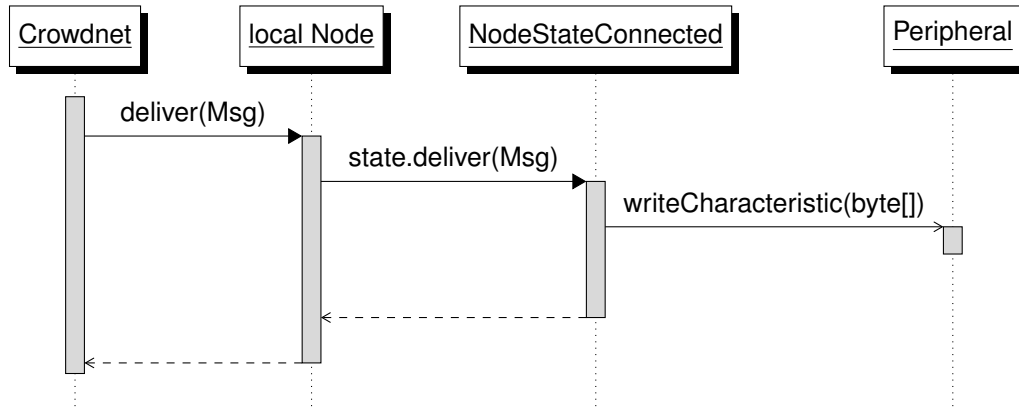 Crowdnet
local Node
NodeStateConnected
Peripheral
deliver(Msg)
state.deliver(Msg)
writeCharacteristic(byte[])